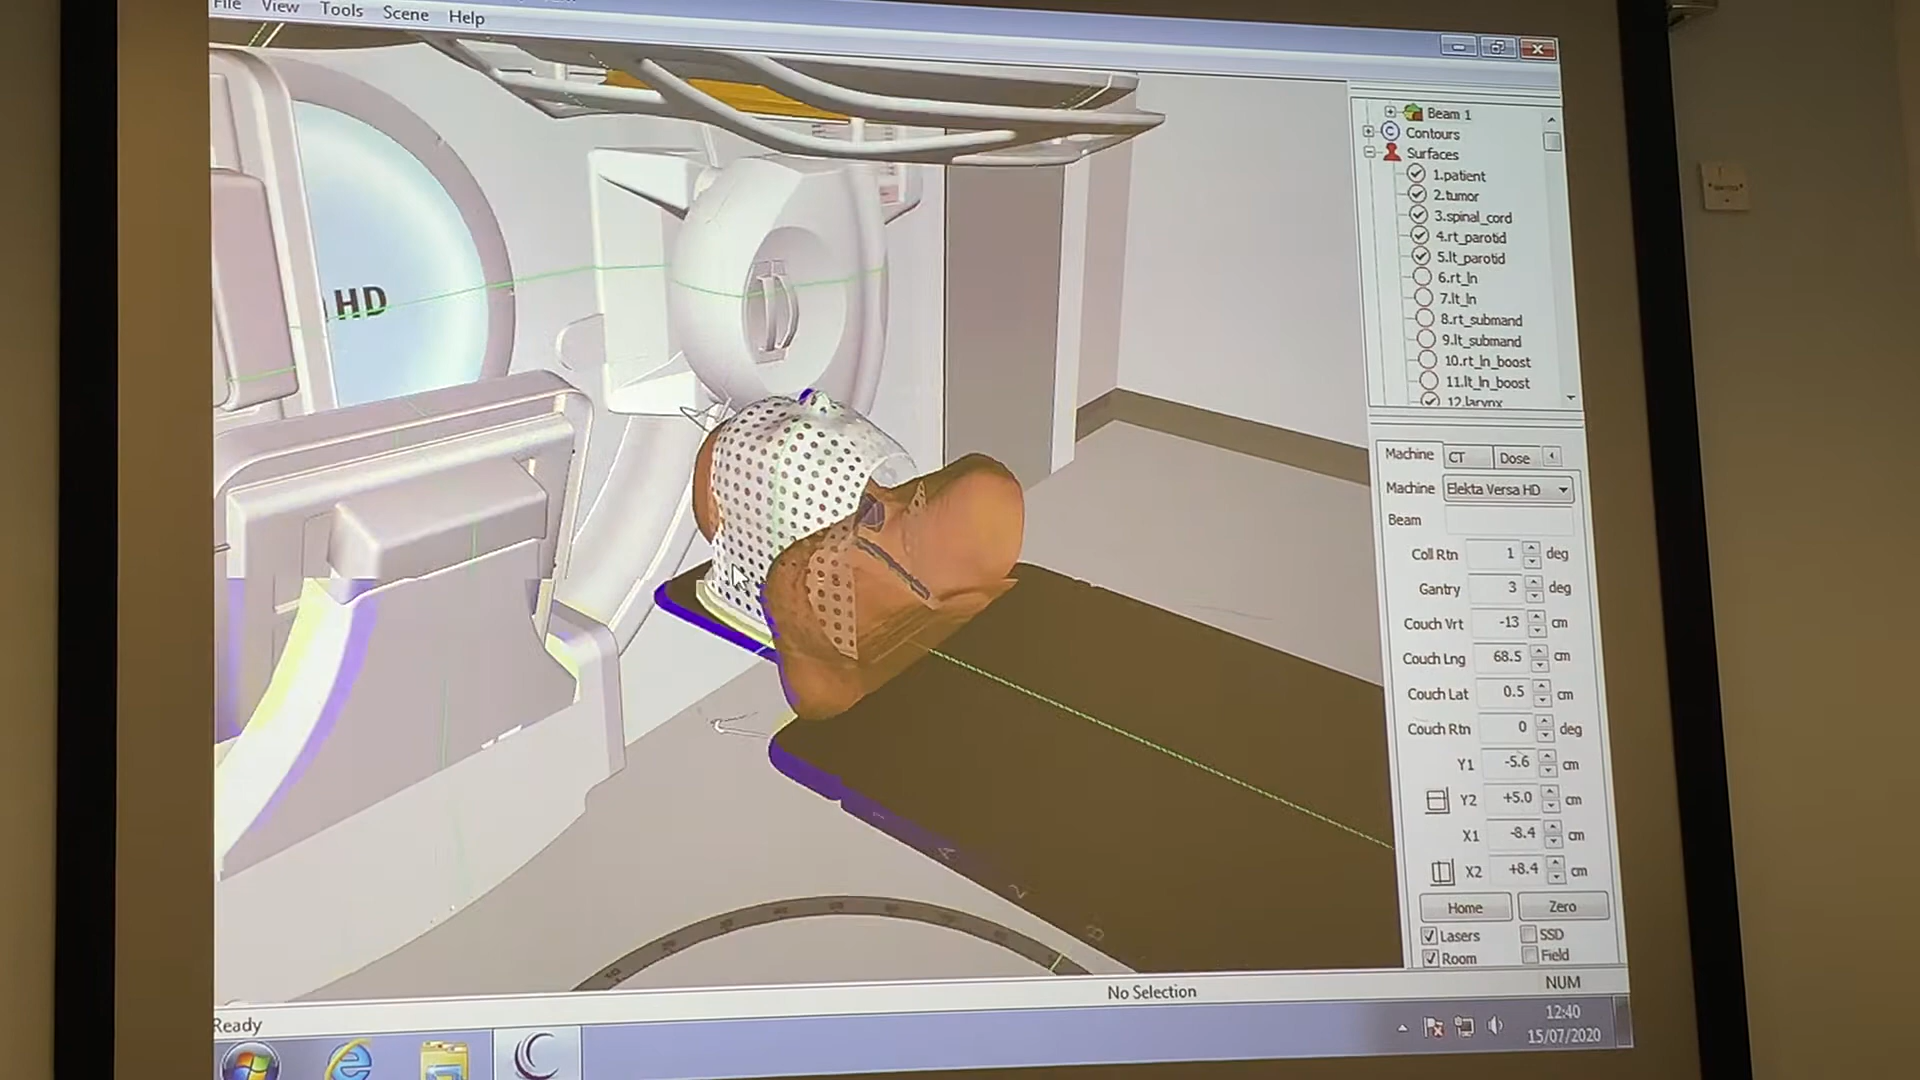 File View Tools Scene Help
Beam 1
Contours
Surfaces
1.patient
2.tumor
3.spinal_cord
4.rt_parotid
5.lt_parotid
6.rt_ln
7.lt_ln
8.rt_submand
9.lt_submand
10.rt_ln_boost
11.lt_ln_boost
12.larynx
HD
Machine CT Dose
Machine Elekta Versa HD
Beam
Coll Rtn 1 deg
Gantry 3 deg
Couch Vrt -13 cm
Couch Lng 68.5 cm
Couch Lat 0.5 cm
Couch Rtn 0 deg
Y1 -5.6 cm
Y2 +5.0 cm
X1 -8.4 cm
X2 +8.4 cm
Home Zero
Lasers SSD
Room Field
Ready No Selection NUM
12:40
15/07/2020